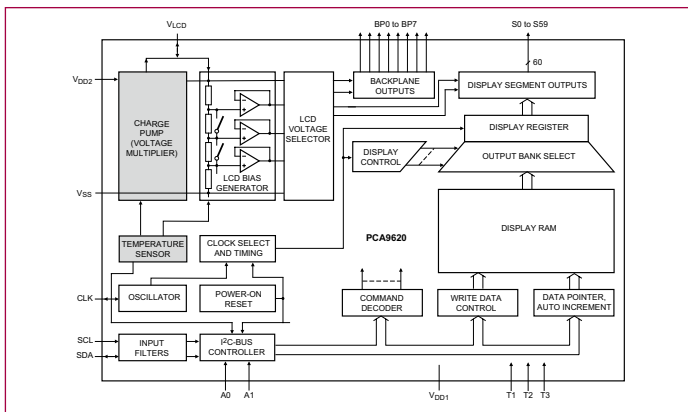 VLCD
BP0 to BP7
S0 to S59
60
VDD2
CHARGE
PUMP
(VOLTAGE
MULTIPLIER)
LCD BIAS
GENERATOR
LCD
VOLTAGE
SELECTOR
BACKPLANE
OUTPUTS
DISPLAY SEGMENT OUTPUTS
DISPLAY REGISTER
OUTPUT BANK SELECT
DISPLAY
CONTROL
VSS
PCA9620
DISPLAY RAM
TEMPERATURE
SENSOR
CLOCK SELECT
AND TIMING
CLK
OSCILLATOR
POWER-ON
RESET
COMMAND
DECODER
WRITE DATA
CONTROL
DATA POINTER,
AUTO INCREMENT
SCL
SDA
INPUT
FILTERS
I2C-BUS
CONTROLLER
A0
A1
VDD1
T1
T2
T3